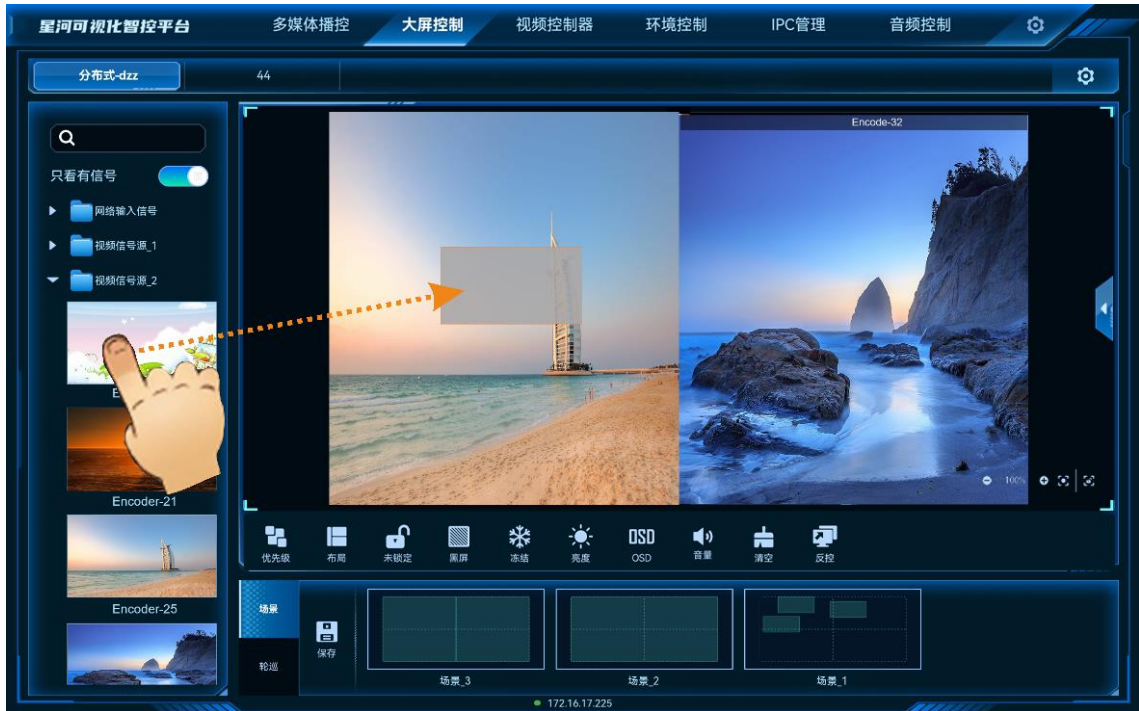 星河可视化智控平台
多媒体播控
大屏控制
视频控制器
环境控制
IPC管理
音频控制
分布式-dzz
44
只看有信号
网络输入信号
视频信号源_1
视频信号源_2
Encoder-21
Encoder-25
Encode-32
100%
优先级
布局
未锁定
黑屏
冻结
亮度
OSD
OSD
音量
清空
反控
场景
轮巡
保存
场景_3
场景_2
场景_1
172.16.17.225